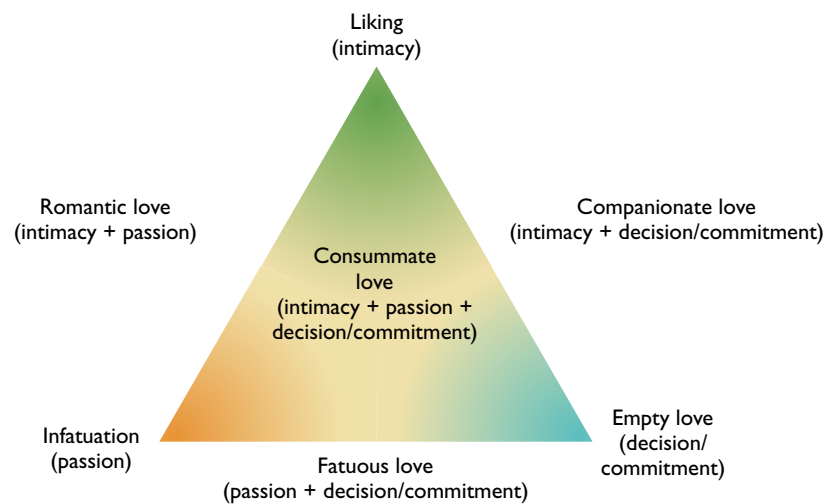 Liking
(intimacy)
Romantic love
(intimacy + passion)
Companionate love
(intimacy + decision/commitment)
Consummate
love
(intimacy + passion +
decision/commitment)
Infatuation
(passion)
Empty love
(decision/
commitment)
Fatuous love
(passion + decision/commitment)